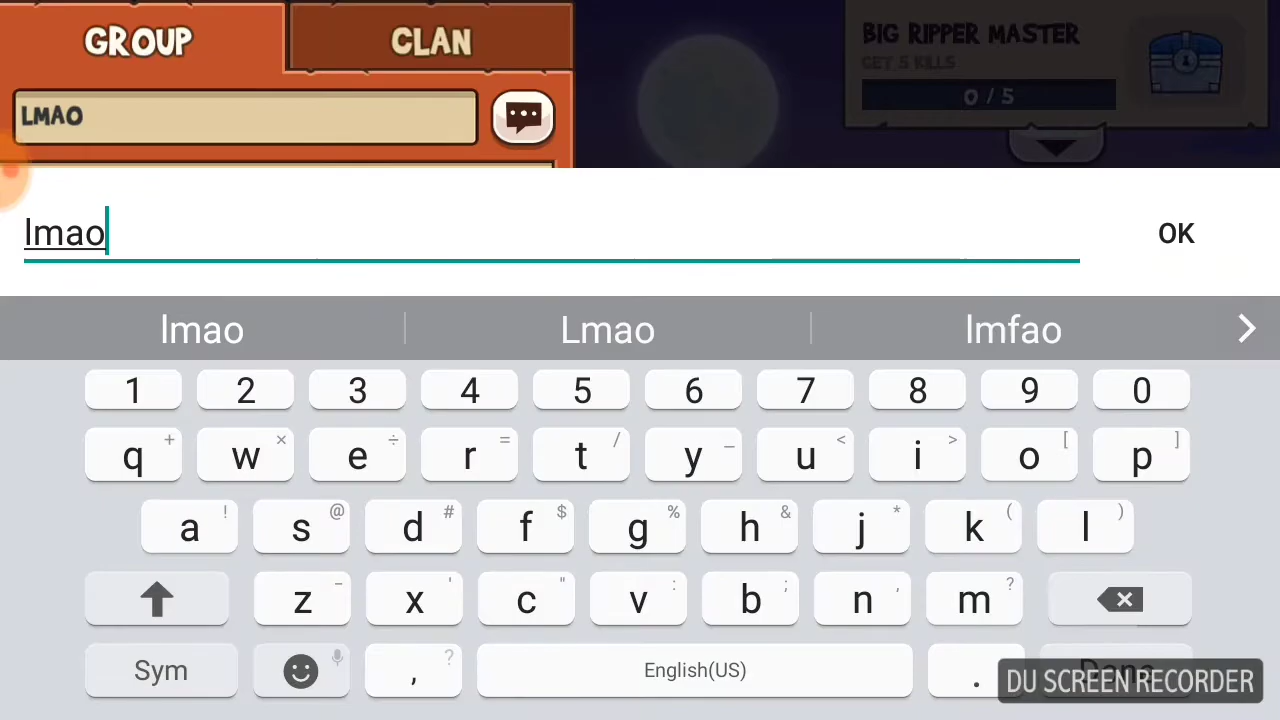 GROUP
CLAN
BIG RIPPER MASTER
GET 5 KILLS
0 / 5
LMAO
lmao
OK
lmao
Lmao
lmfao
1 2 3 4 5 6 7 8 9 0
q + w × e ÷ r = t / y _ u < i > o [ p ]
a ! s @ d # f $ g % h & j * k ( l )
z - x ' c " v : b ; n , m ?
Sym
, ?
English(US)
.
Done
DU SCREEN RECORDER